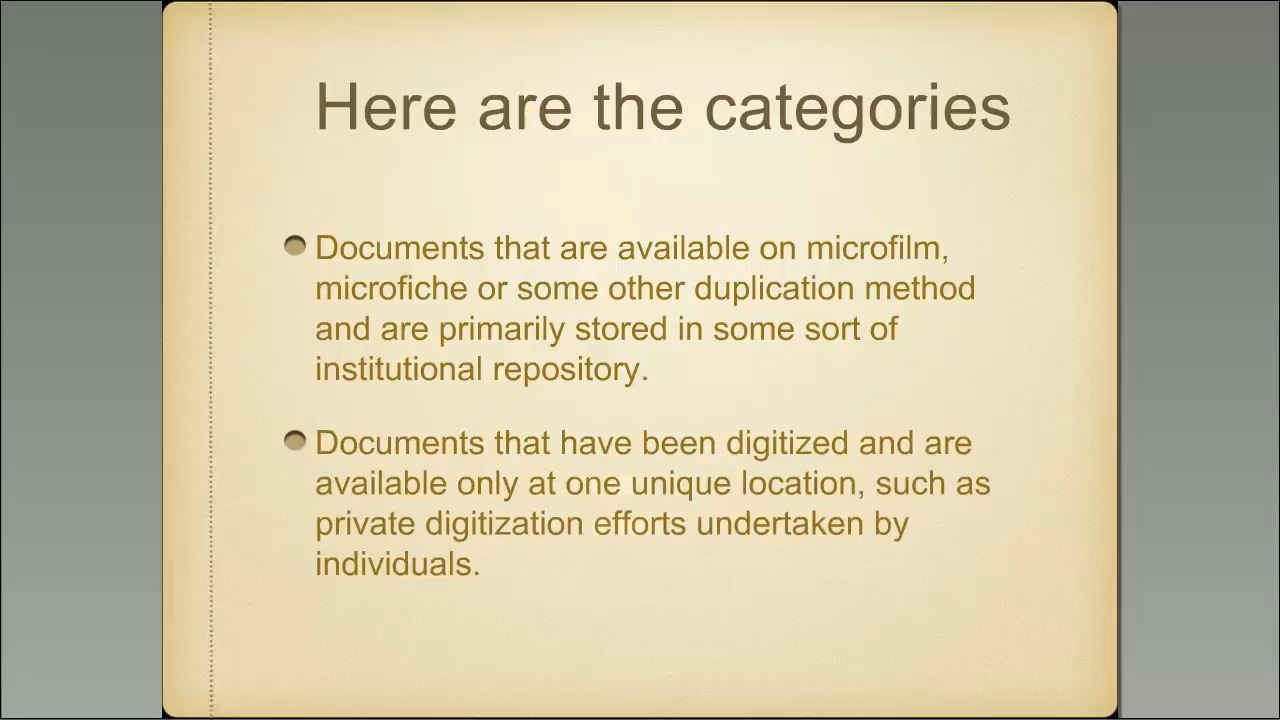 Here are the categories
Documents that are available on microfilm,
microfiche or some other duplication method
and are primarily stored in some sort of
institutional repository.
Documents that have been digitized and are
available only at one unique location, such as
private digitization efforts undertaken by
individuals.